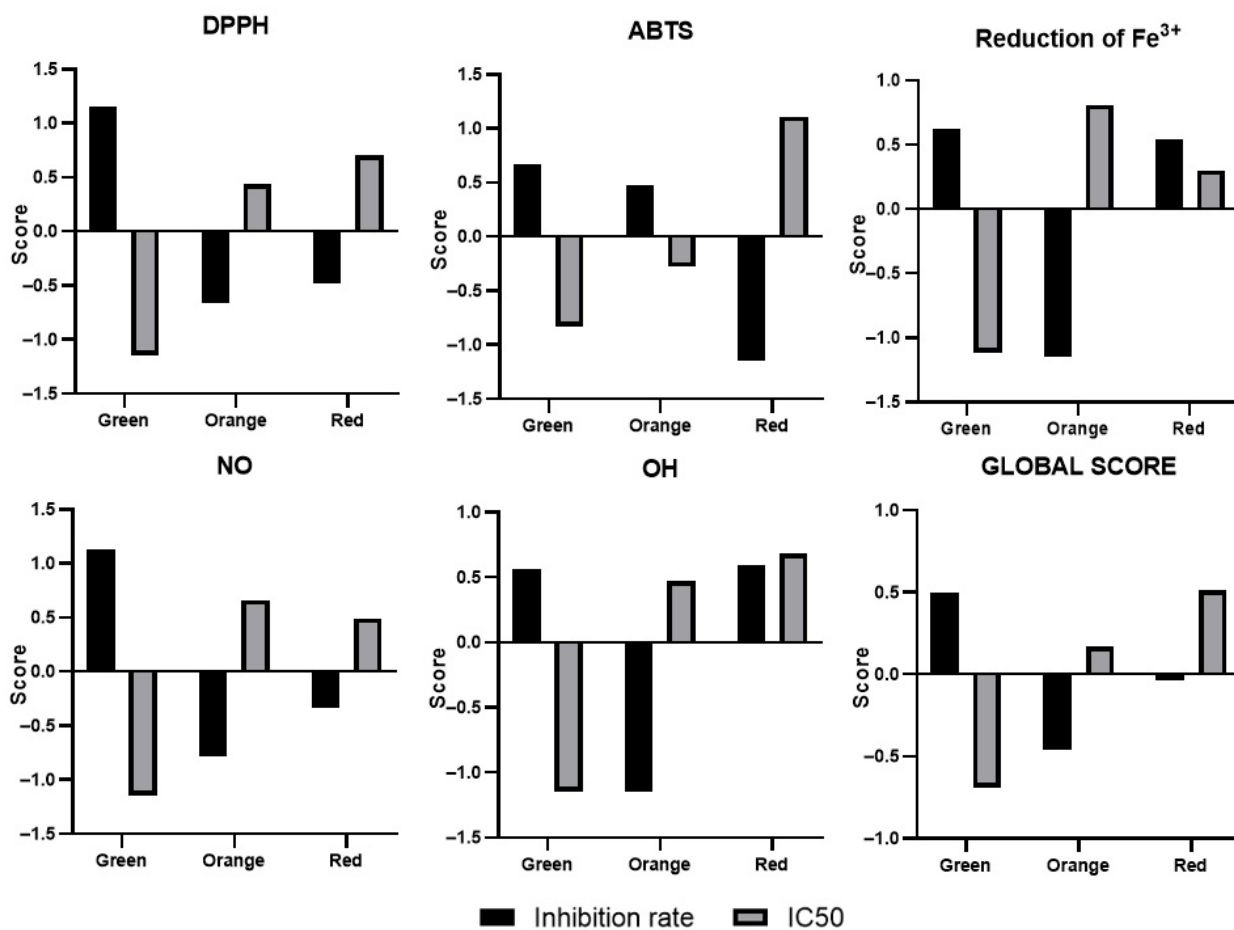 DPPH
1.5
1.0
0.5
0.0
–0.5
–1.0
–1.5
Score
Green Orange Red
ABTS
1.5
1.0
0.5
0.0
–0.5
–1.0
–1.5
Score
Green Orange Red
Reduction of Fe³⁺
1.0
0.5
0.0
–0.5
–1.0
–1.5
Score
Green Orange Red
NO
1.5
1.0
0.5
0.0
–0.5
–1.0
–1.5
Score
Green Orange Red
OH
1.0
0.5
0.0
–0.5
–1.0
–1.5
Score
Green Orange Red
GLOBAL SCORE
1.0
0.5
0.0
–0.5
–1.0
Score
Green Orange Red
Inhibition rate IC50